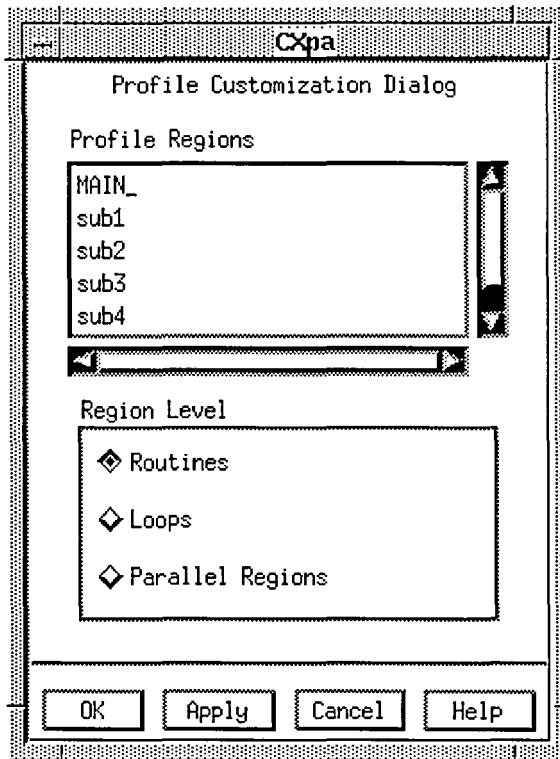 CXpa
Profile Customization Dialog
Profile Regions
MAIN_
sub1
sub2
sub3
sub4
Region Level
Routines
Loops
Parallel Regions
OK Apply Cancel Help